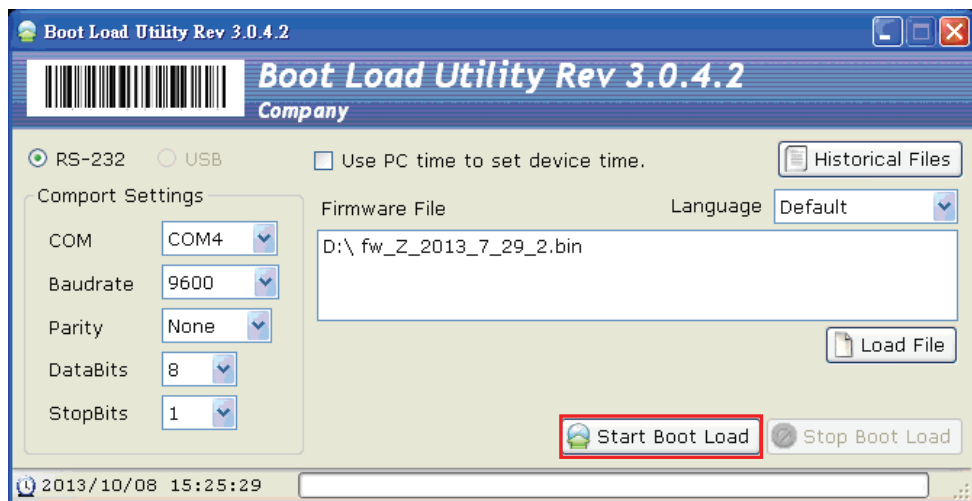 Boot Load Utility Rev 3.0.4.2
Boot Load Utility Rev 3.0.4.2
Company
RS-232 USB
Use PC time to set device time.
Historical Files
Comport Settings
Firmware File
Language Default
COM COM4
D:\ fw_Z_2013_7_29_2.bin
Baudrate 9600
Parity None
Load File
DataBits 8
StopBits 1
Start Boot Load
Stop Boot Load
2013/10/08 15:25:29